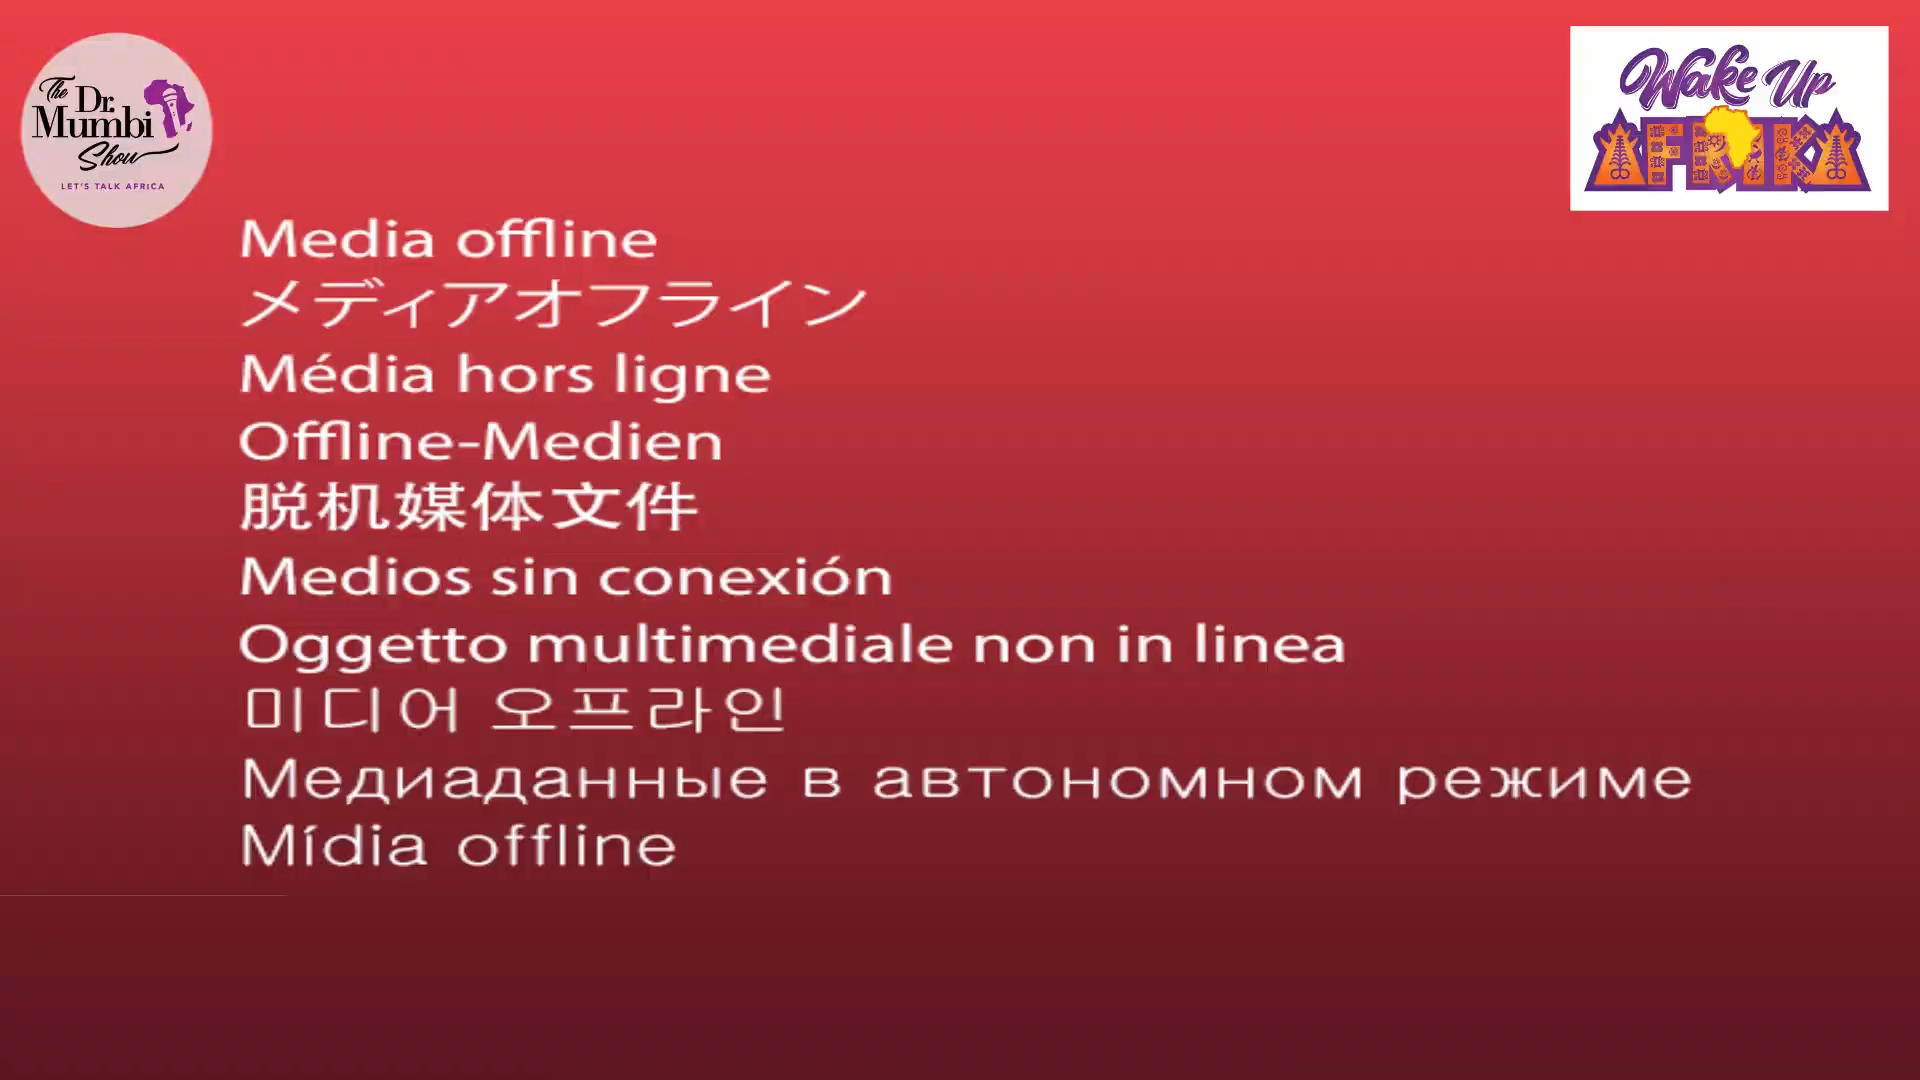 The Dr. Mumbi Show
LET'S TALK AFRICA
Wake Up
AFRIKA
Media offline
メディアオフライン
Média hors ligne
Offline-Medien
脱机媒体文件
Medios sin conexión
Oggetto multimediale non in linea
미디어 오프라인
Медиаданные в автономном режиме
Mídia offline